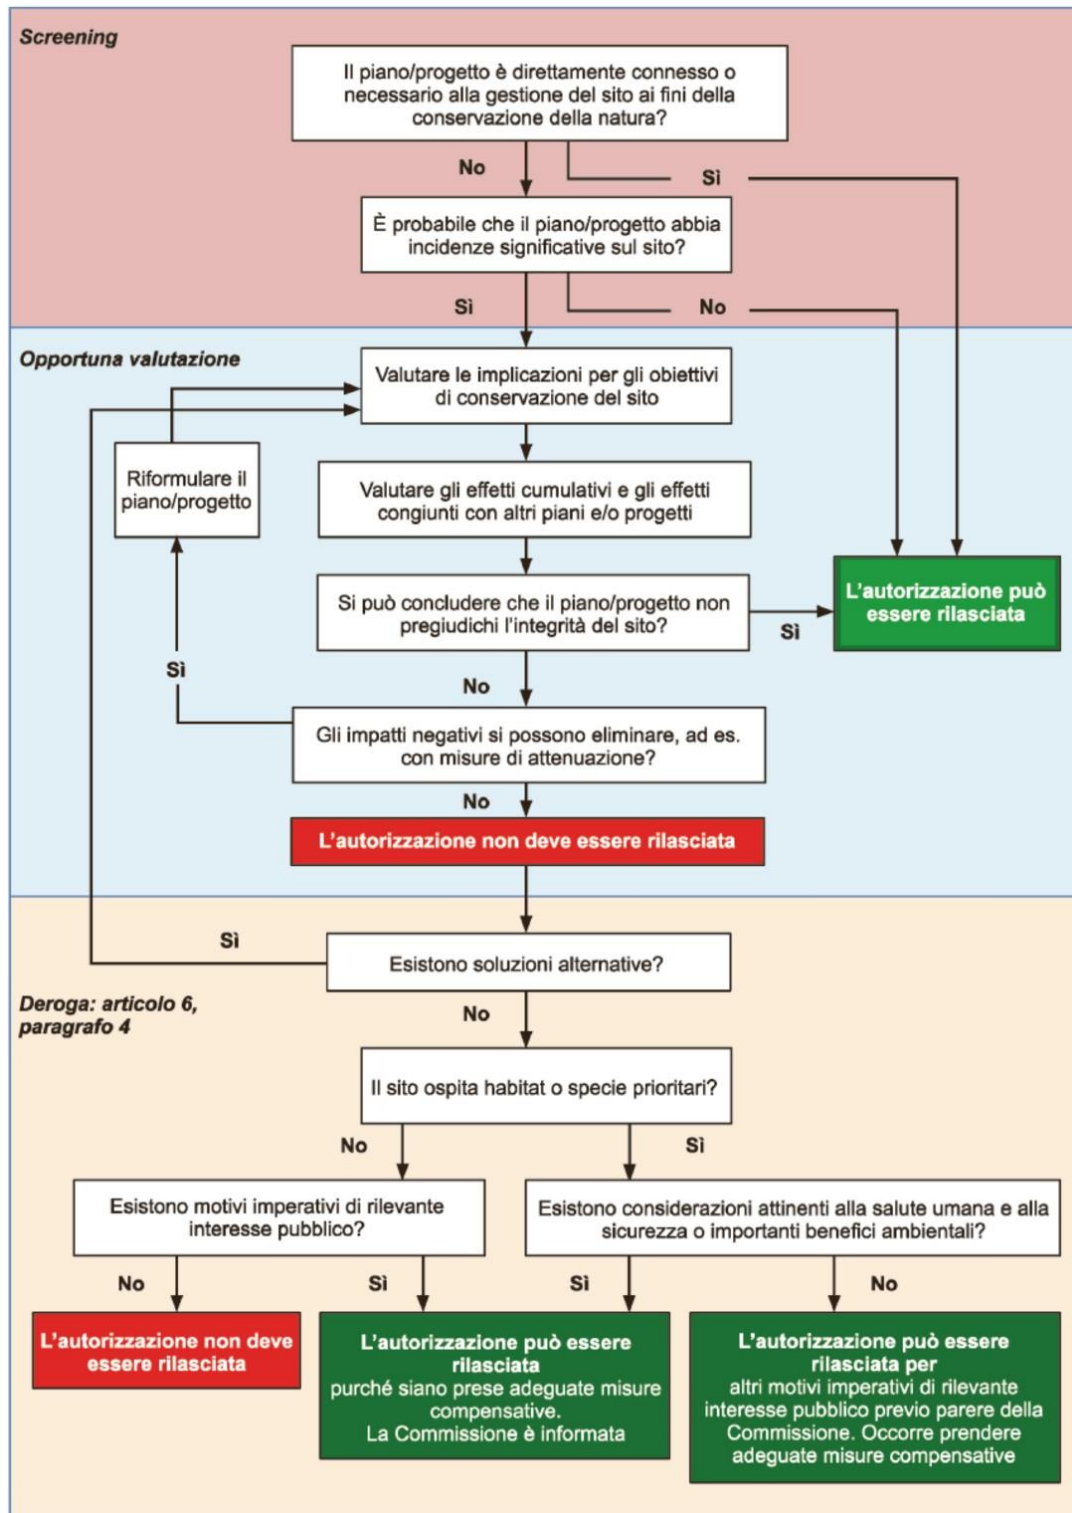 Screening
Il piano/progetto è direttamente connesso o
necessario alla gestione del sito ai fini della
conservazione della natura?
No
Sì
È probabile che il piano/progetto abbia
incidenze significative sul sito?
Sì
No
Opportuna valutazione
Valutare le implicazioni per gli obiettivi
di conservazione del sito
Riformulare il
piano/progetto
Valutare gli effetti cumulativi e gli effetti
congiunti con altri piani e/o progetti
Si può concludere che il piano/progetto non
pregiudichi l'integrità del sito?
Sì
L'autorizzazione può
essere rilasciata
Sì
No
Gli impatti negativi si possono eliminare, ad es.
con misure di attenuazione?
No
L'autorizzazione non deve essere rilasciata
Sì
Esistono soluzioni alternative?
Deroga: articolo 6,
paragrafo 4
No
Il sito ospita habitat o specie prioritari?
No
Sì
Esistono motivi imperativi di rilevante
interesse pubblico?
Esistono considerazioni attinenti alla salute umana e alla
sicurezza o importanti benefici ambientali?
No
Sì
Sì
No
L'autorizzazione non deve
essere rilasciata
L'autorizzazione può essere
rilasciata
purché siano prese adeguate misure
compensative.
La Commissione è informata
L'autorizzazione può essere
rilasciata per
altri motivi imperativi di rilevante
interesse pubblico previo parere della
Commissione. Occorre prendere
adeguate misure compensative